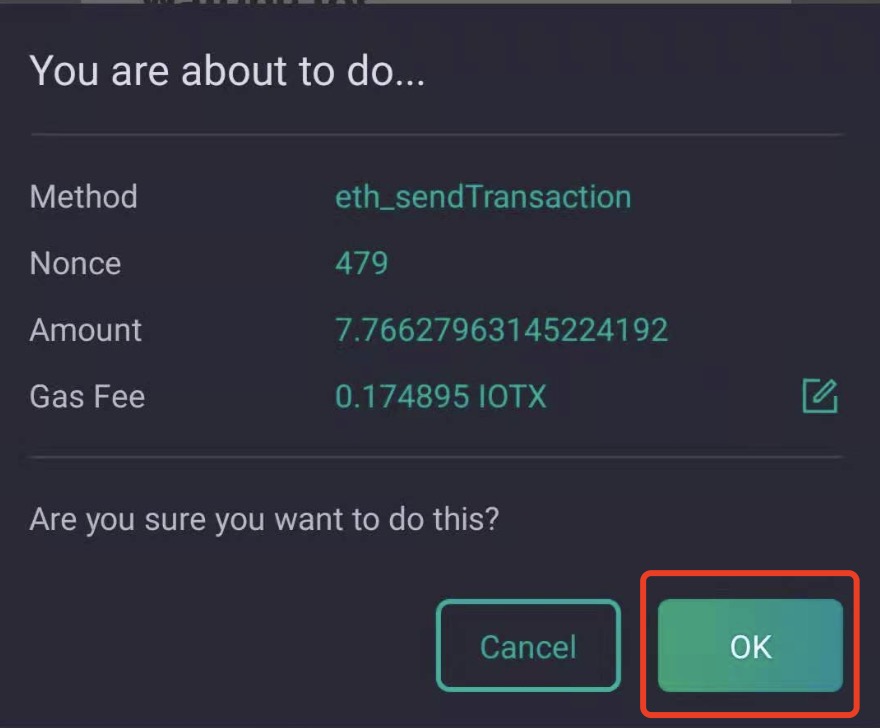 You are about to do...
Method eth_sendTransaction
Nonce 479
Amount 7.76627963145224192
Gas Fee 0.174895 IOTX
Are you sure you want to do this?
Cancel OK